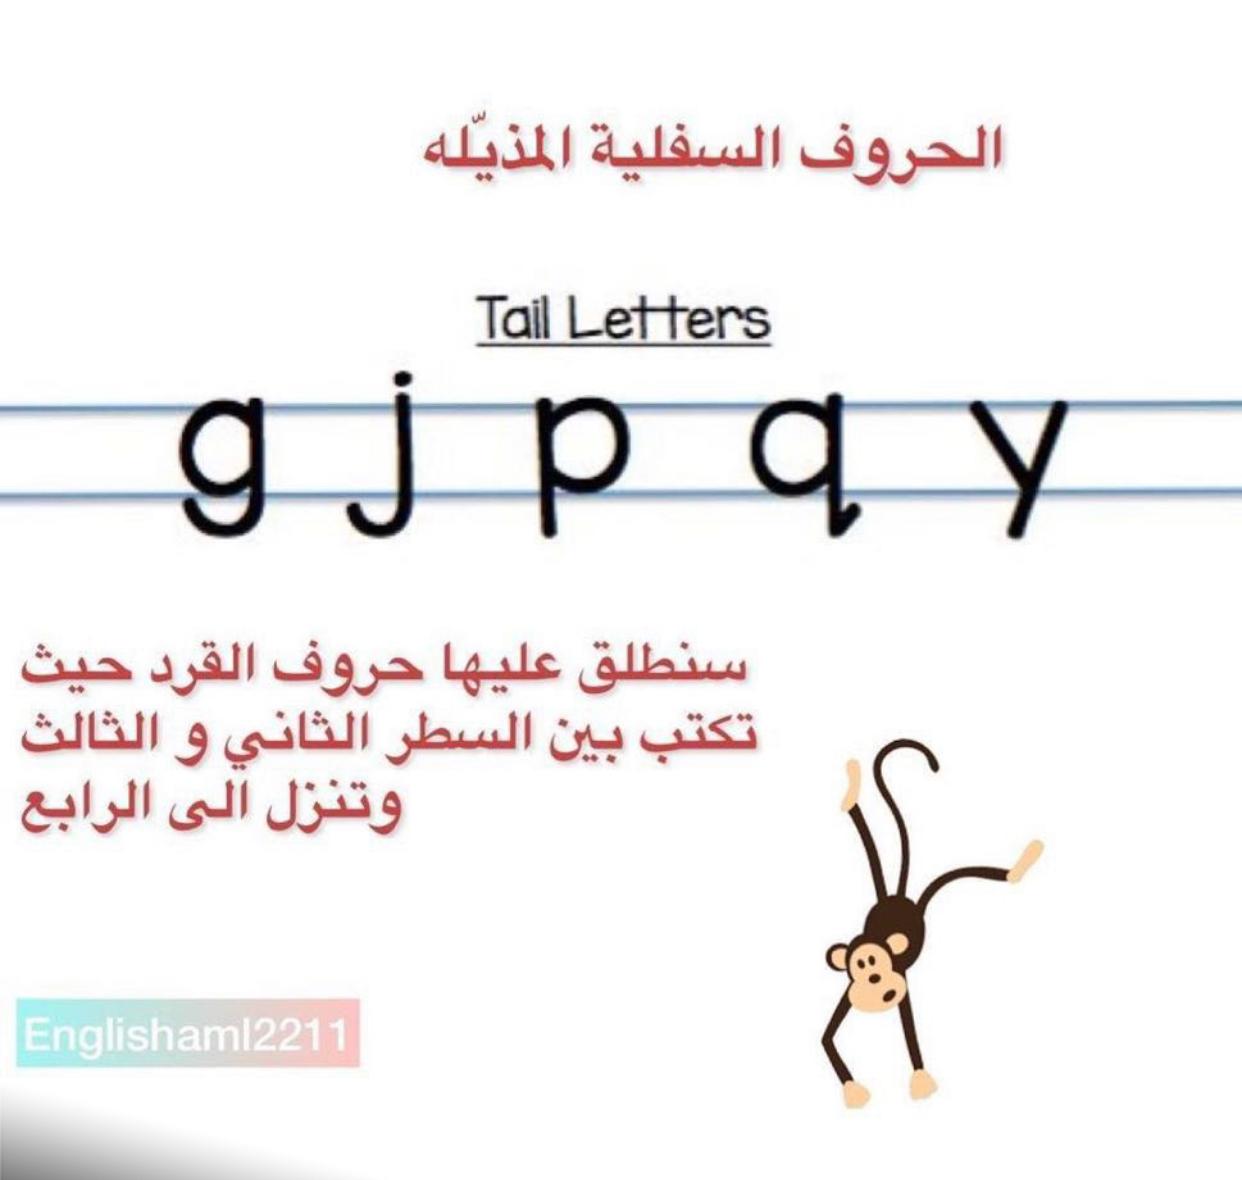 الحروف السفلية المذيّله
Tail Letters
g j p q y
سنطلق عليها حروف القرد حيث
تكتب بين السطر الثاني و الثالث
وتنزل الى الرابع
Englishaml2211